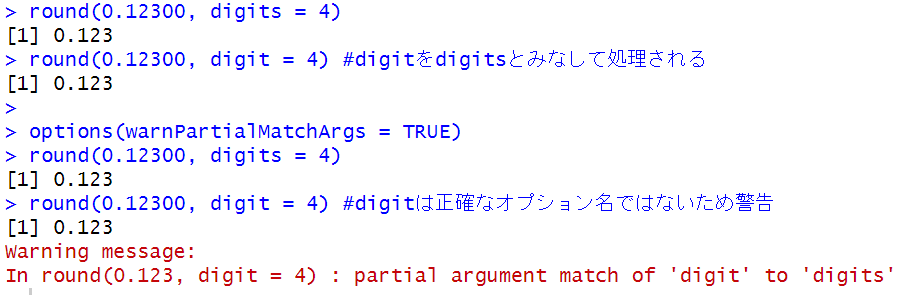 > round(0.12300, digits = 4)
[1] 0.123
> round(0.12300, digit = 4) #digitをdigitsとみなして処理される
[1] 0.123
>
> options(warnPartialMatchArgs = TRUE)
> round(0.12300, digits = 4)
[1] 0.123
> round(0.12300, digit = 4) #digitは正確なオプション名ではないため警告
[1] 0.123
Warning message:
In round(0.123, digit = 4) : partial argument match of 'digit' to 'digits'